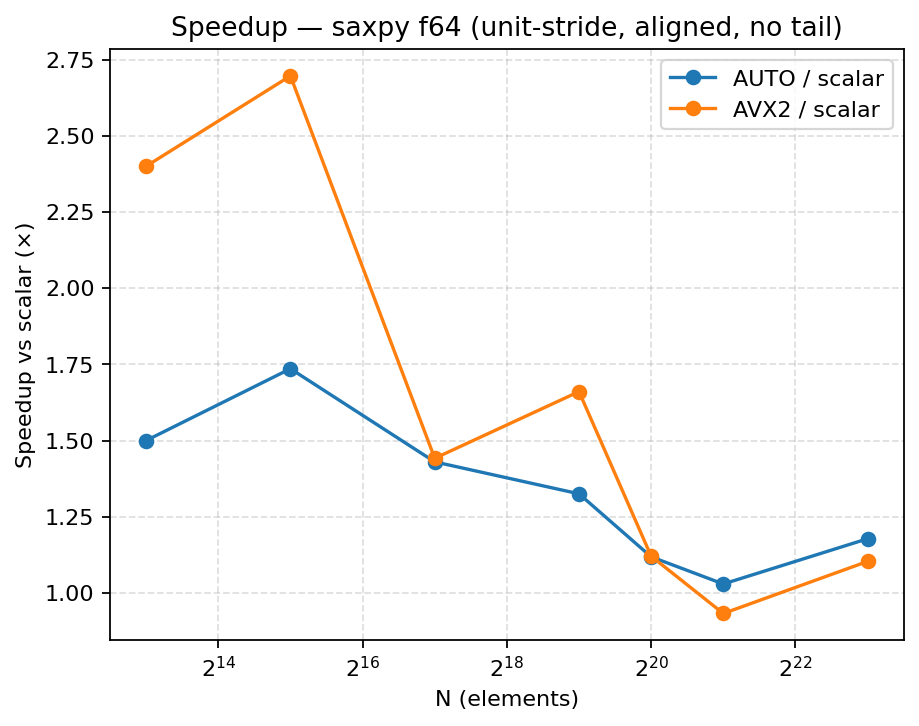 Speedup — saxpy f64 (unit-stride, aligned, no tail)
AUTO / scalar
AVX2 / scalar
Speedup vs scalar (×)
2.75
2.50
2.25
2.00
1.75
1.50
1.25
1.00
2^14 2^16 2^18 2^20 2^22
N (elements)